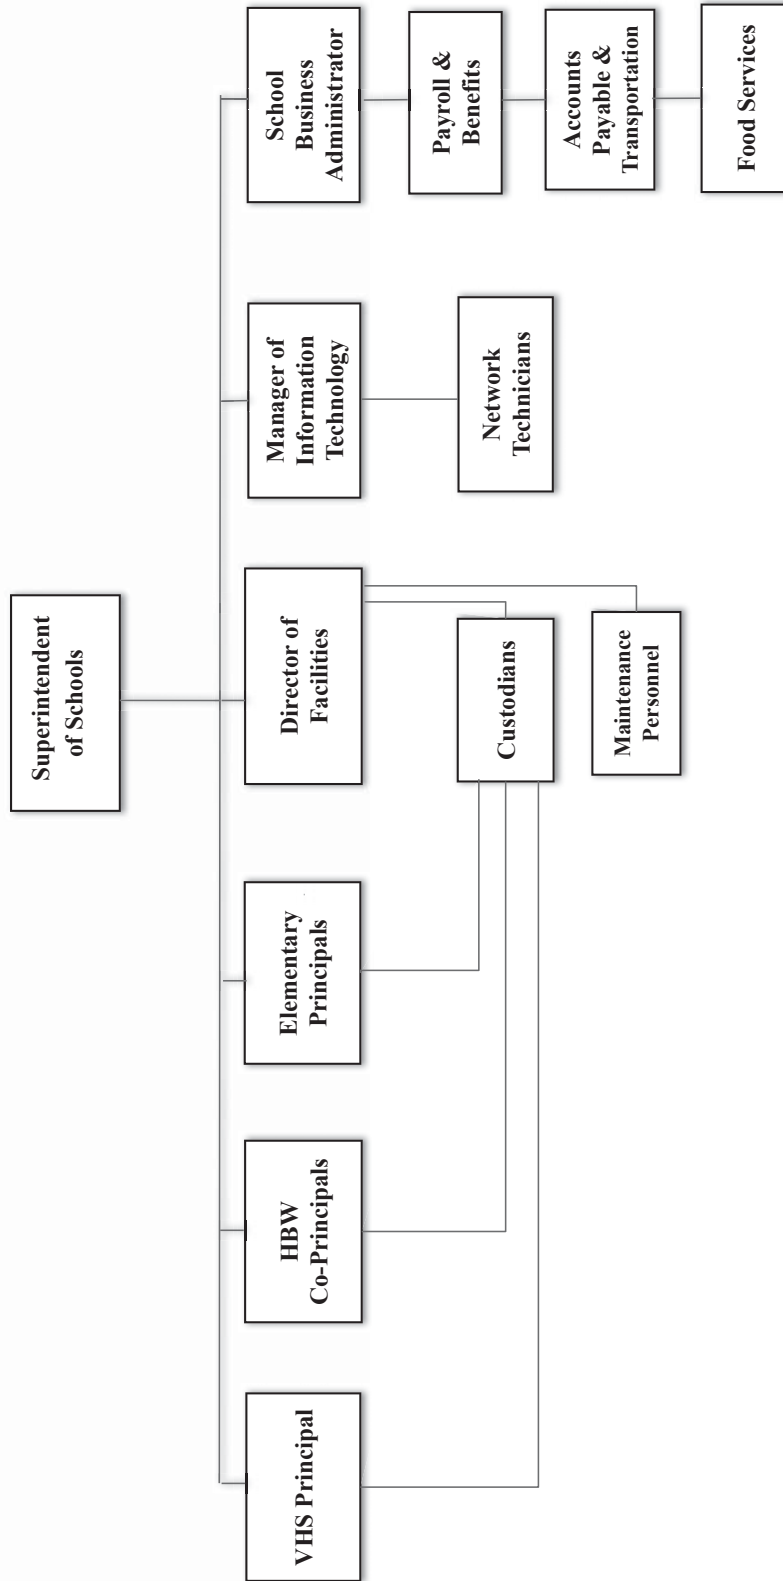 Superintendent
of Schools
VHS Principal
HBW
Co-Principals
Elementary
Principals
Director of
Facilities
Manager of
Information
Technology
School
Business
Administrator
Custodians
Network
Technicians
Payroll &
Benefits
Maintenance
Personnel
Accounts
Payable &
Transportation
Food Services